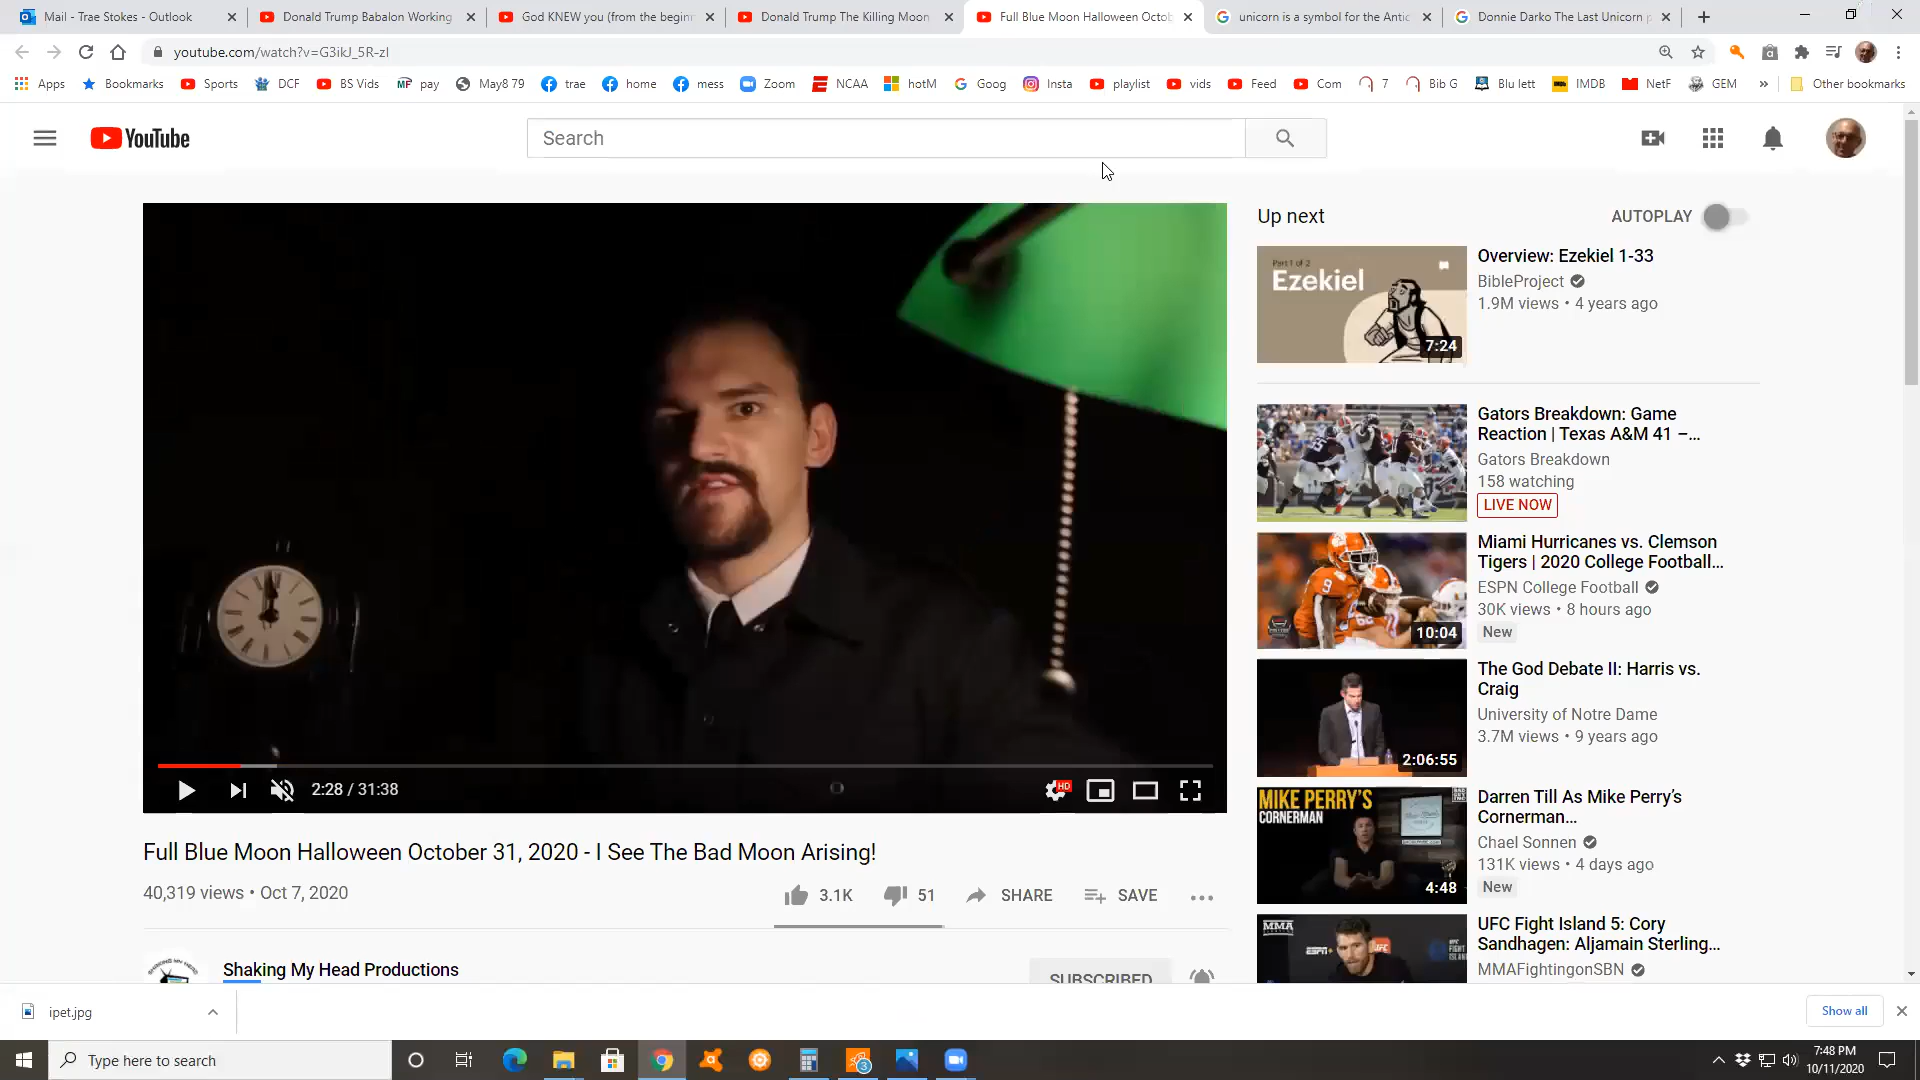 Mail - Trae Stokes - Outlook
Donald Trump Babalon Working
God KNEW you (from the begin
Donald Trump The Killing Moon
Full Blue Moon Halloween Octob
unicorn is a symbol for the Antic
Donnie Darko The Last Unicorn p
youtube.com/watch?v=G3ikJ_5R-zI
Apps Bookmarks Sports DCF BS Vids MF pay May8 79 trae home mess Zoom NCAA hotM Goog Insta playlist vids Feed Com 7 Bib G Blu lett IMDB NetF GEM » Other bookmarks
YouTube
Search
Up next AUTOPLAY
Part 1 of 2
Ezekiel
7:24
Overview: Ezekiel 1-33
BibleProject
1.9M views • 4 years ago
Gators Breakdown: Game
Reaction | Texas A&M 41 –...
Gators Breakdown
158 watching
LIVE NOW
10:04
Miami Hurricanes vs. Clemson
Tigers | 2020 College Football...
ESPN College Football
30K views • 8 hours ago
New
2:06:55
The God Debate II: Harris vs.
Craig
University of Notre Dame
3.7M views • 9 years ago
MIKE PERRY'S
CORNERMAN
4:48
Darren Till As Mike Perry's
Cornerman...
Chael Sonnen
131K views • 4 days ago
New
MMA
ESPN+
UFC Fight Island 5: Cory
Sandhagen: Aljamain Sterling...
MMAFightingonSBN
2:28 / 31:38
HD
Full Blue Moon Halloween October 31, 2020 - I See The Bad Moon Arising!
40,319 views • Oct 7, 2020
3.1K 51 SHARE SAVE
SHAKING MY HEAD
Shaking My Head Productions
SUBSCRIBED
ipet.jpg
Show all
Type here to search
3
7:48 PM
10/11/2020